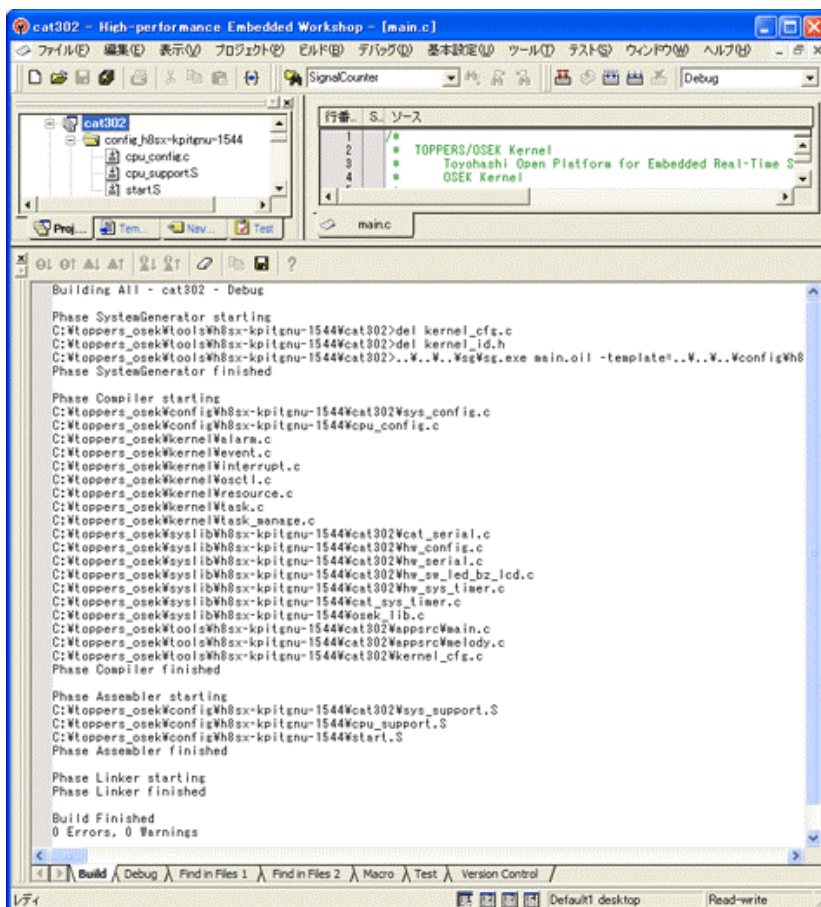 cat302 - High-performance Embedded Workshop - [main.c]
ファイル(F) 編集(E) 表示(V) プロジェクト(P) ビルド(B) デバッグ(D) 基本設定(U) ツール(T) テスト(S) ウィンドウ(W) ヘルプ(H)
SignalCounter Debug
cat302
config_h8sx-kpitgnu-1544
cpu_config.c
cpu_support.S
start.S
Proj... Tem... Nav... Test
行番... S... ソース
1 /*
2 * TOPPERS/OSEK Kernel
3 * Toyohashi Open Platform for Embedded Real-Time S
4 * OSEK Kernel
main.c
Building All - cat302 - Debug
Phase SystemGenerator starting
C:¥toppers_osek¥tools¥h8sx-kpitgnu-1544¥cat302>del kernel_cfg.c
C:¥toppers_osek¥tools¥h8sx-kpitgnu-1544¥cat302>del kernel_id.h
C:¥toppers_osek¥tools¥h8sx-kpitgnu-1544¥cat302>..¥..¥..¥sg¥sg.exe main.oil -template=..¥..¥..¥config¥h8
Phase SystemGenerator finished
Phase Compiler starting
C:¥toppers_osek¥config¥h8sx-kpitgnu-1544¥cat302¥sys_config.c
C:¥toppers_osek¥config¥h8sx-kpitgnu-1544¥cpu_config.c
C:¥toppers_osek¥kernel¥alarm.c
C:¥toppers_osek¥kernel¥event.c
C:¥toppers_osek¥kernel¥interrupt.c
C:¥toppers_osek¥kernel¥osctl.c
C:¥toppers_osek¥kernel¥resource.c
C:¥toppers_osek¥kernel¥task.c
C:¥toppers_osek¥kernel¥task_manage.c
C:¥toppers_osek¥syslib¥h8sx-kpitgnu-1544¥cat302¥cat_serial.c
C:¥toppers_osek¥syslib¥h8sx-kpitgnu-1544¥cat302¥hw_config.c
C:¥toppers_osek¥syslib¥h8sx-kpitgnu-1544¥cat302¥hw_serial.c
C:¥toppers_osek¥syslib¥h8sx-kpitgnu-1544¥cat302¥hw_sw_led_bz_lcd.c
C:¥toppers_osek¥syslib¥h8sx-kpitgnu-1544¥cat302¥hw_sys_timer.c
C:¥toppers_osek¥syslib¥h8sx-kpitgnu-1544¥cat_sys_timer.c
C:¥toppers_osek¥syslib¥h8sx-kpitgnu-1544¥osek_lib.c
C:¥toppers_osek¥tools¥h8sx-kpitgnu-1544¥cat302¥appsrc¥main.c
C:¥toppers_osek¥tools¥h8sx-kpitgnu-1544¥cat302¥appsrc¥melody.c
C:¥toppers_osek¥tools¥h8sx-kpitgnu-1544¥cat302¥kernel_cfg.c
Phase Compiler finished
Phase Assembler starting
C:¥toppers_osek¥config¥h8sx-kpitgnu-1544¥cat302¥sys_support.S
C:¥toppers_osek¥config¥h8sx-kpitgnu-1544¥cpu_support.S
C:¥toppers_osek¥config¥h8sx-kpitgnu-1544¥start.S
Phase Assembler finished
Phase Linker starting
Phase Linker finished
Build Finished
0 Errors, 0 Warnings
Build Debug Find in Files 1 Find in Files 2 Macro Test Version Control
レディ Default1 desktop Read-write